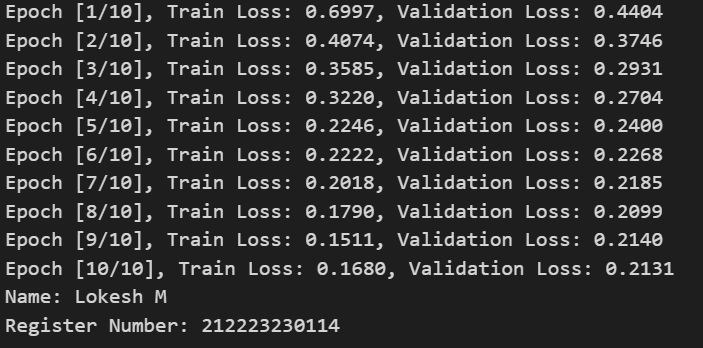 Epoch [1/10], Train Loss: 0.6997, Validation Loss: 0.4404
Epoch [2/10], Train Loss: 0.4074, Validation Loss: 0.3746
Epoch [3/10], Train Loss: 0.3585, Validation Loss: 0.2931
Epoch [4/10], Train Loss: 0.3220, Validation Loss: 0.2704
Epoch [5/10], Train Loss: 0.2246, Validation Loss: 0.2400
Epoch [6/10], Train Loss: 0.2222, Validation Loss: 0.2268
Epoch [7/10], Train Loss: 0.2018, Validation Loss: 0.2185
Epoch [8/10], Train Loss: 0.1790, Validation Loss: 0.2099
Epoch [9/10], Train Loss: 0.1511, Validation Loss: 0.2140
Epoch [10/10], Train Loss: 0.1680, Validation Loss: 0.2131
Name: Lokesh M
Register Number: 212223230114